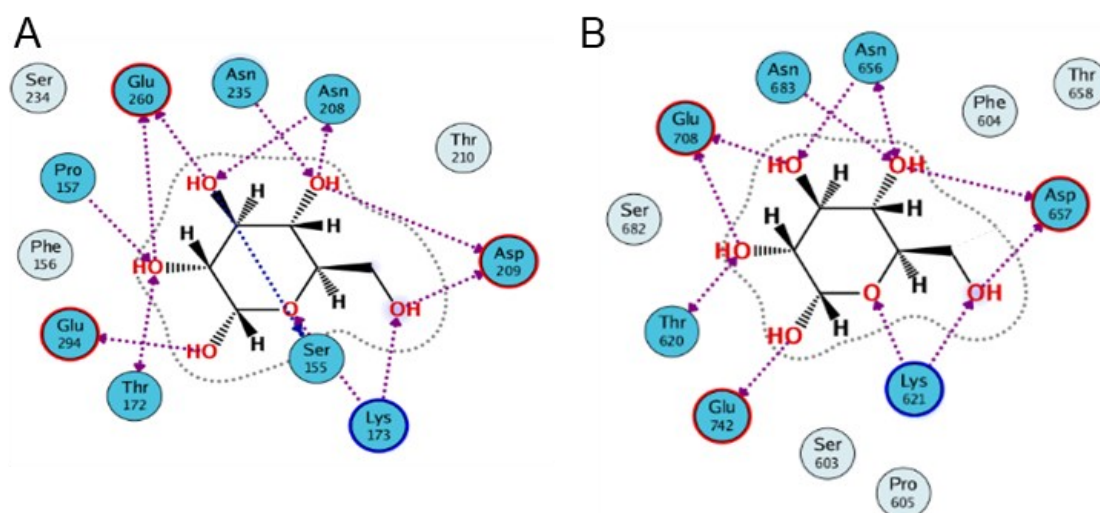 A
Ser
234
Glu
260
Asn
235
Asn
208
Thr
210
Pro
157
Phe
156
Glu
294
Thr
172
Ser
155
Lys
173
Asp
209
HO
H
OH
H
H
HO
H
O
OH
HO
H
B
Asn
683
Asn
656
Phe
604
Thr
658
Glu
708
Asp
657
Ser
682
Thr
620
Glu
742
Lys
621
Ser
603
Pro
605
HO
H
OH
H
H
HO
H
O
OH
HO
H